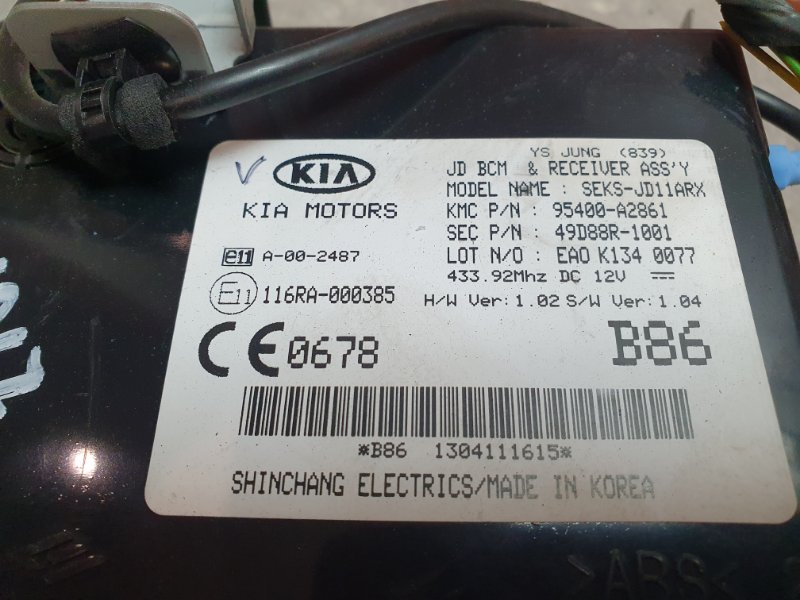 YS JUNG (839)
V KIA JD BCM & RECEIVER ASS'Y
MODEL NAME : SEKS-JD11ARX
KIA MOTORS KMC P/N : 95400-A2861
SEC P/N : 49D88R-1001
e11 A-00-2487 LOT N/O : EAO K134 0077
433.92Mhz DC 12V
E11 116RA-000385 H/W Ver: 1.02 S/W Ver: 1.04
CE 0678 B86
*B86 1304111615*
SHINCHANG ELECTRICS/MADE IN KOREA
>ABS<